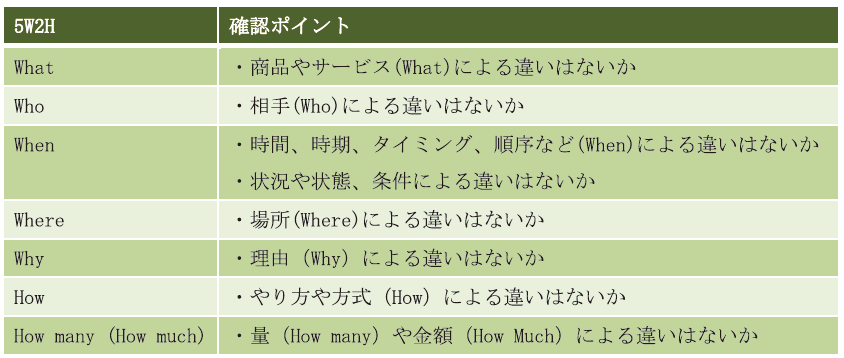 5W2H 確認ポイント
What ・商品やサービス(What)による違いはないか
Who ・相手(Who)による違いはないか
When ・時間、時期、タイミング、順序など(When)による違いはないか
・状況や状態、条件による違いはないか
Where ・場所(Where)による違いはないか
Why ・理由（Why）による違いはないか
How ・やり方や方式（How）による違いはないか
How many（How much） ・量（How many）や金額（How Much）による違いはないか